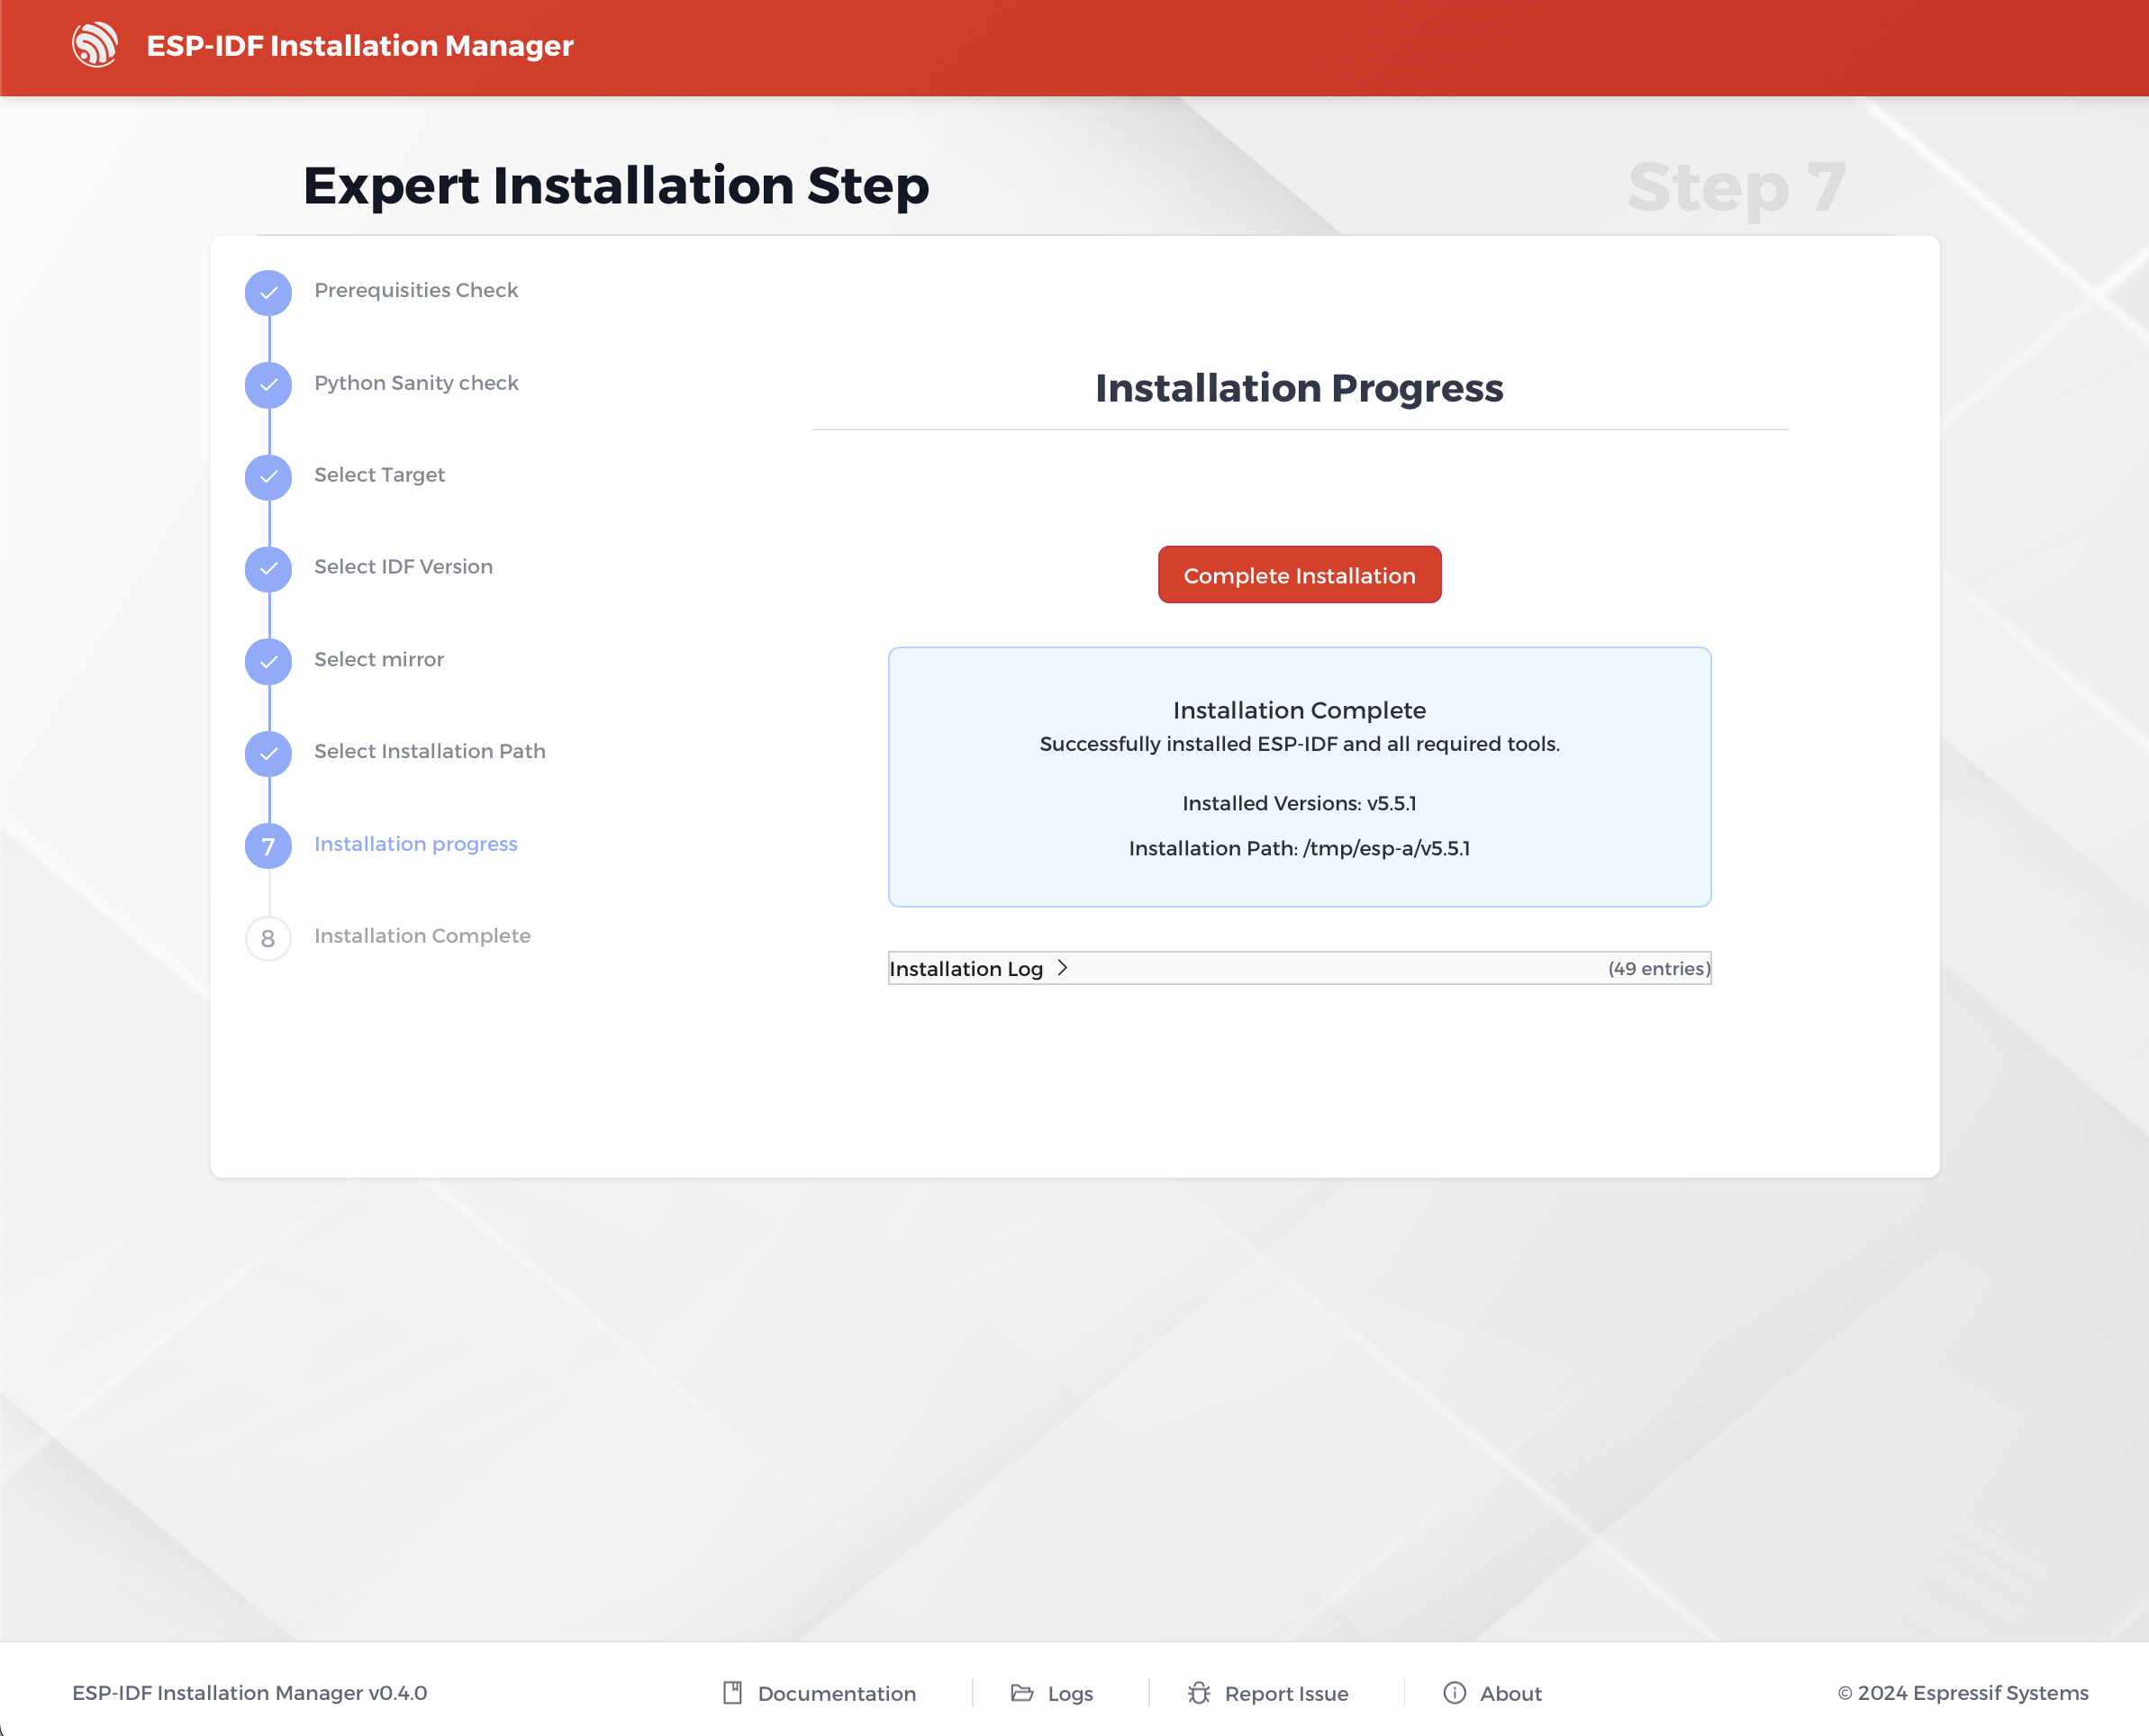 ESP-IDF Installation Manager
Expert Installation Step
Step 7
Prerequisities Check
Python Sanity check
Select Target
Select IDF Version
Select mirror
Select Installation Path
7
Installation progress
8
Installation Complete
Installation Progress
Complete Installation
Installation Complete
Successfully installed ESP-IDF and all required tools.
Installed Versions: v5.5.1
Installation Path: /tmp/esp-a/v5.5.1
Installation Log
(49 entries)
ESP-IDF Installation Manager v0.4.0
Documentation
Logs
Report Issue
About
© 2024 Espressif Systems